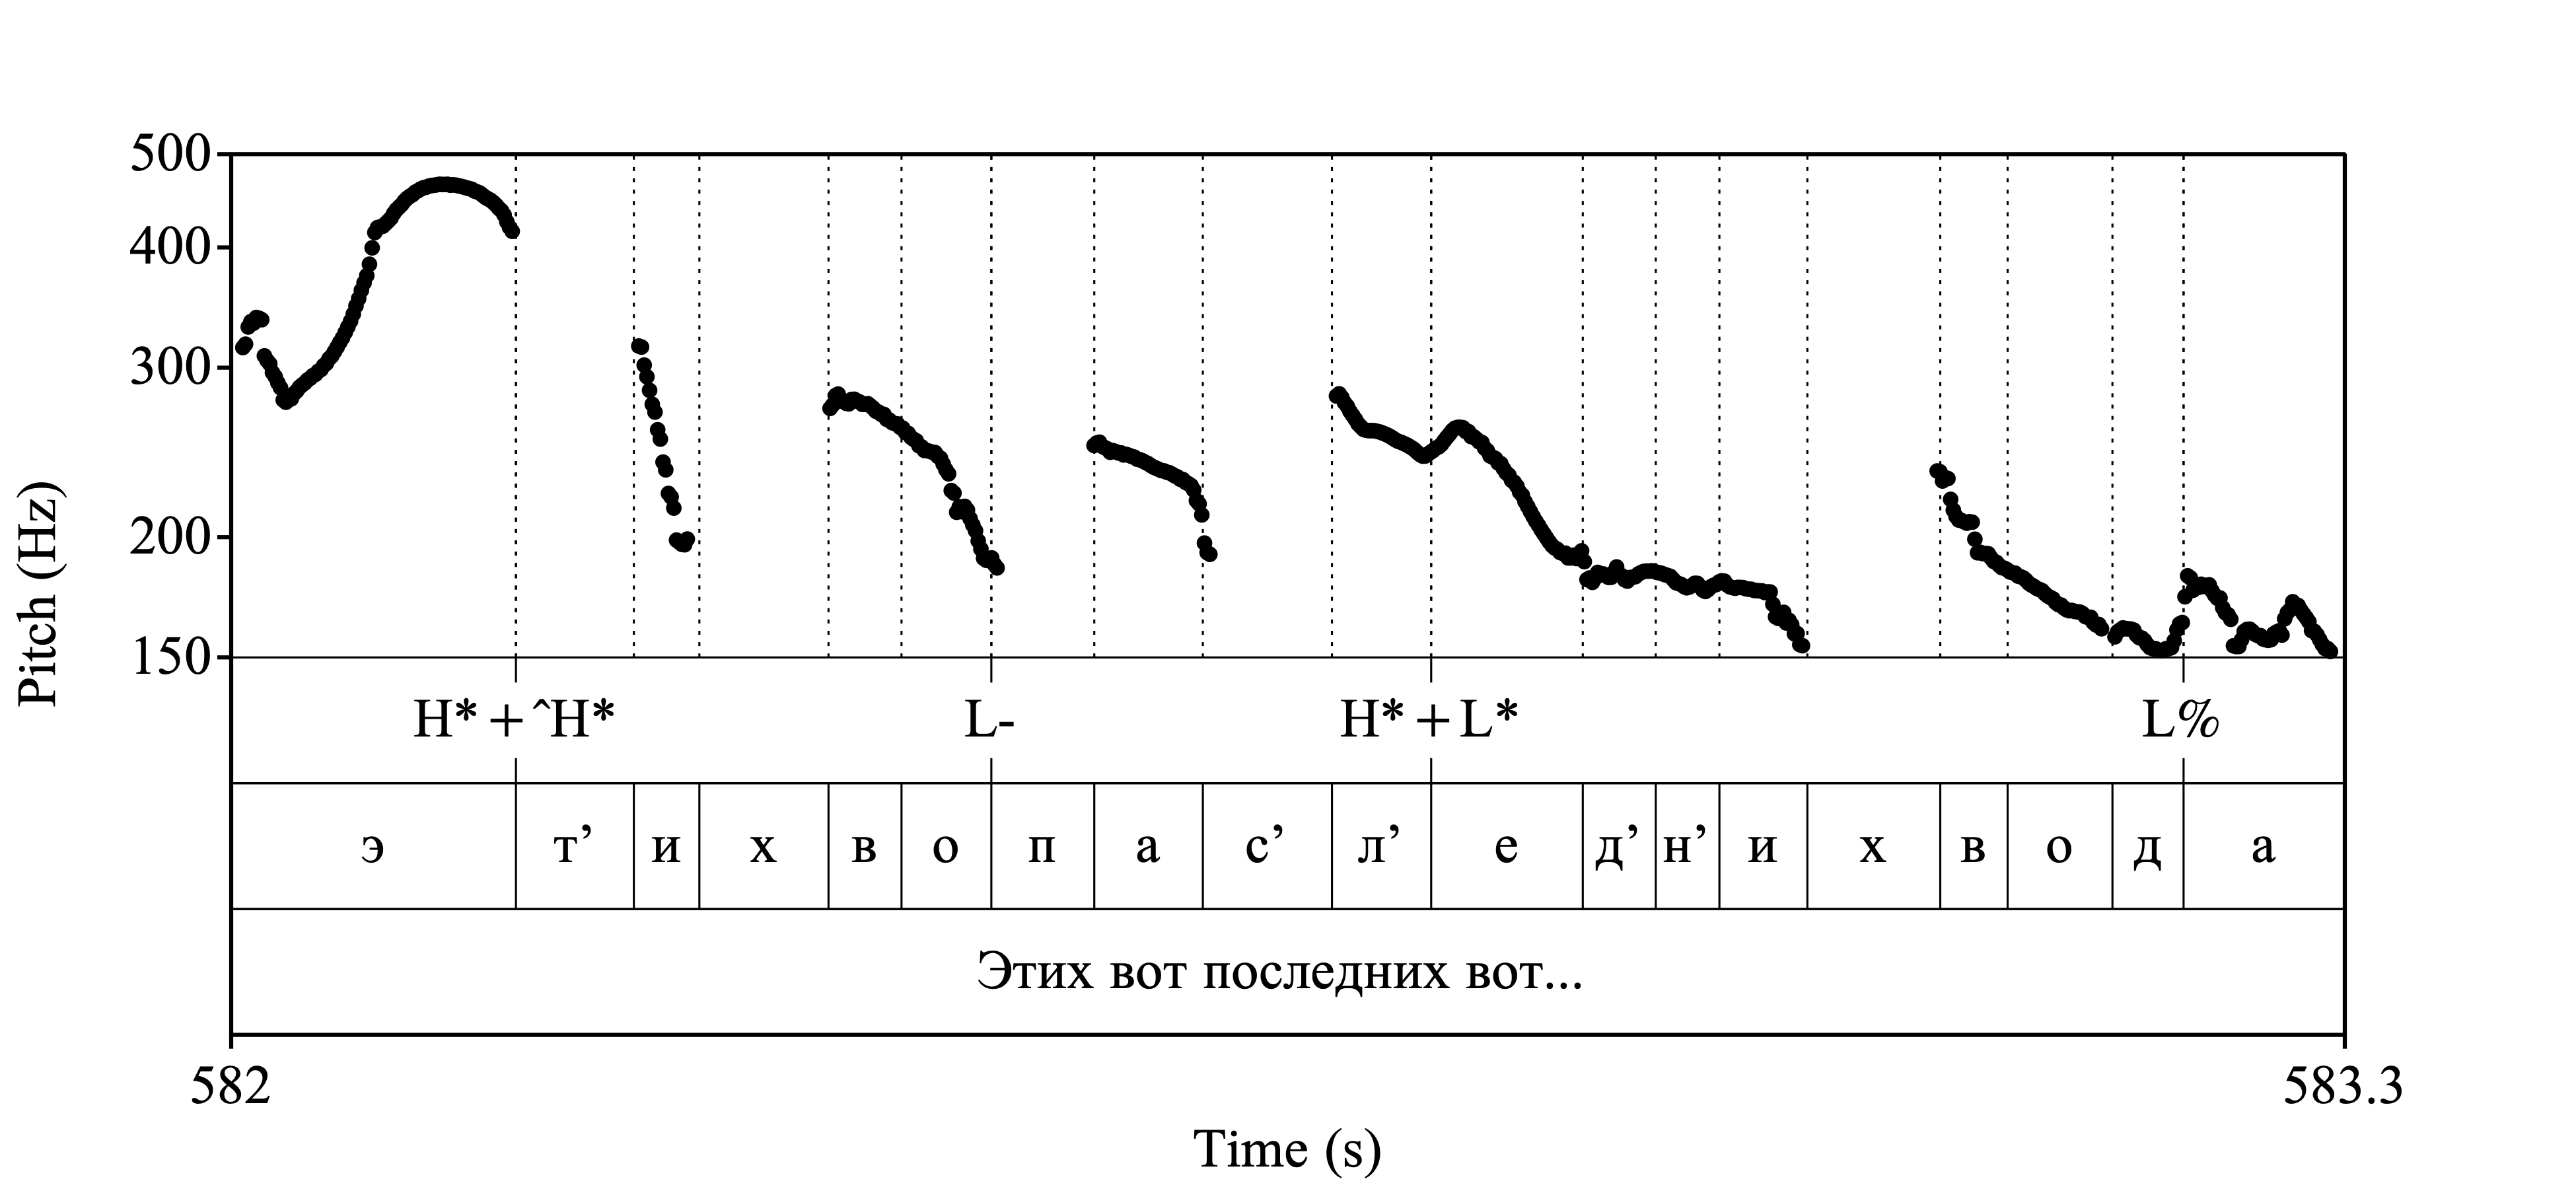 500
400
300
200
150
Pitch (Hz)
H* + ^H* L- H* + L* L%
э т’ и х в о п а с’ л’ е д’ н’ и х в о д а
Этих вот последних вот...
582 583.3
Time (s)